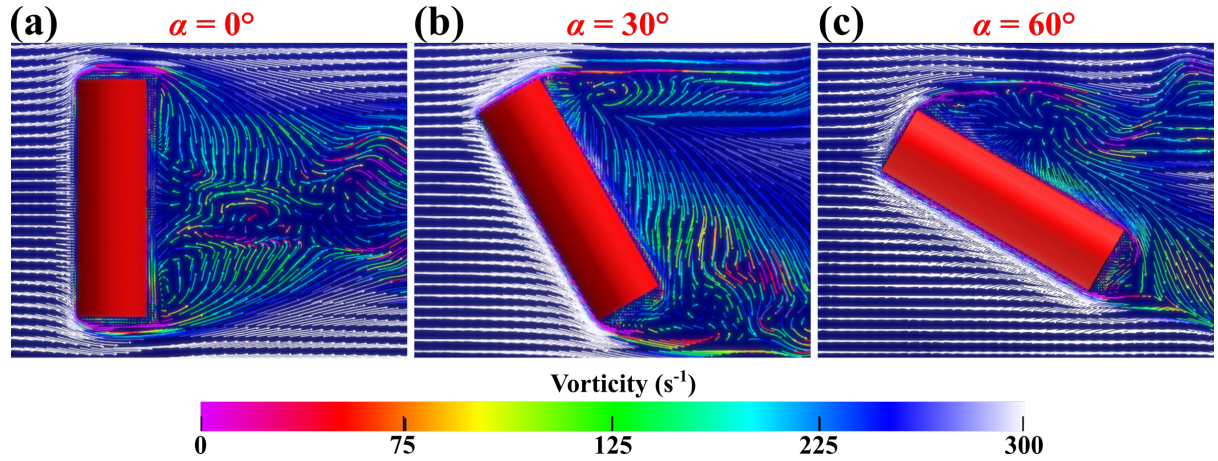 (a) α = 0° (b) α = 30° (c) α = 60°
Vorticity (s⁻¹)
0 75 125 225 300